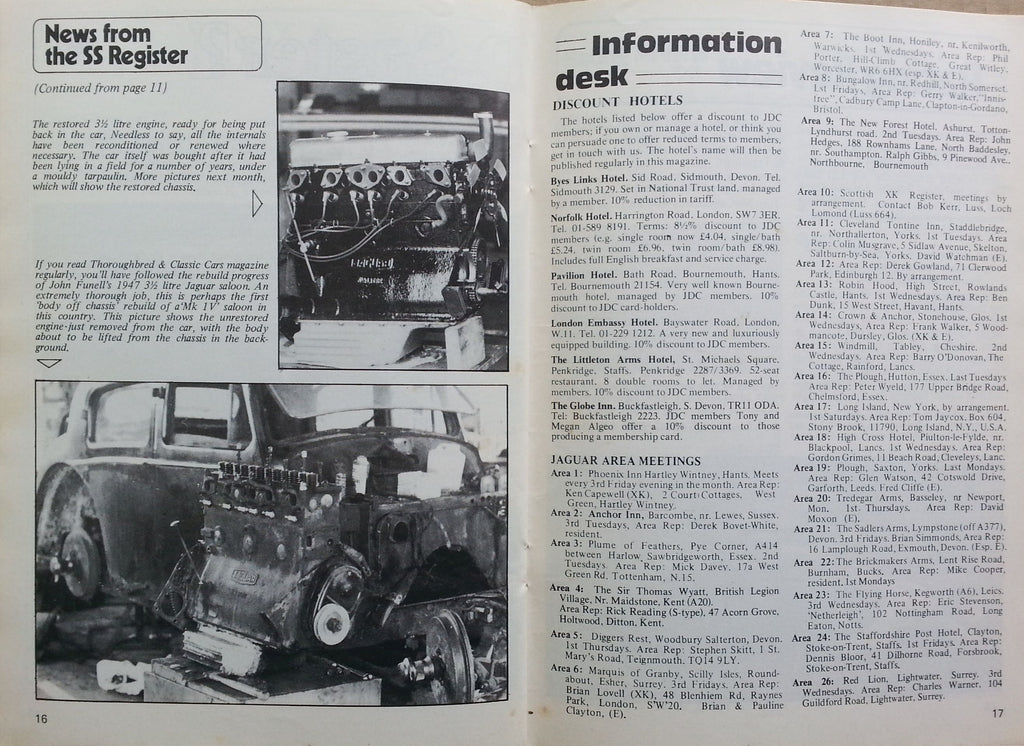 News from
the SS Register
(Continued from page 11)
The restored 3½ litre engine, ready for being put
back in the car, Needless to say, all the internals
have been reconditioned or renewed where
necessary. The car itself was bought after it had
been lying in a field for a number of years, under
a mouldy tarpaulin. More pictures next month,
which will show the restored chassis.
If you read Thoroughbred & Classic Cars magazine
regularly, you'll have followed the rebuild progress
of John Funell's 1947 3½ litre Jaguar saloon. An
extremely thorough job, this is perhaps the first
'body off chassis' rebuild of a 'Mk IV' saloon in
this country. This picture shows the unrestored
engine just removed from the car, with the body
about to be lifted from the chassis in the back-
ground.
16
Information
desk
DISCOUNT HOTELS
The hotels listed below offer a discount to JDC
members; if you own or manage a hotel, or think you
can persuade one to offer reduced terms to members,
get in touch with us. The hotel's name will then be
published regularly in this magazine.
Byes Links Hotel. Sid Road, Sidmouth, Devon. Tel.
Sidmouth 3129. Set in National Trust land, managed
by a member. 10% reduction in tariff.
Norfolk Hotel. Harrington Road, London, SW7 3ER.
Tel. 01-589 8191. Terms: 8½% discount to JDC
members (e.g. single room now £4.04, single/bath
£5.24, twin room £6.96, twin room/bath £8.98).
Includes full English breakfast and service charge.
Pavilion Hotel. Bath Road, Bournemouth, Hants.
Tel. Bournemouth 21154. Very well known Bourne-
mouth hotel, managed by JDC members. 10%
discount to JDC card-holders.
London Embassy Hotel. Bayswater Road, London,
W.11. Tel. 01-229 1212. A very new and luxuriously
equipped building. 10% discount to JDC members.
The Littleton Arms Hotel, St. Michaels Square,
Penkridge, Staffs. Penkridge 2287/3369. 52-seat
restaurant. 8 double rooms to let. Managed by
members. 10% discount to JDC members.
The Globe Inn. Buckfastleigh, S. Devon, TR11 ODA.
Tel: Buckfastleigh 2223. JDC members Tony and
Megan Algeo offer a 10% discount to those
producing a membership card.
JAGUAR AREA MEETINGS
Area 1: Phoenix Inn Hartley Wintney, Hants. Meets
every 3rd Friday evening in the month. Area Rep:
Ken Capewell (XK), 2 Court Cottages, West
Green, Hartley Wintney.
Area 2: Anchor Inn, Barcombe, nr. Lewes, Sussex.
3rd Tuesdays, Area Rep: Derek Bovet-White,
resident.
Area 3: Plume of Feathers, Pye Corner, A414
between Harlow, Sawbridgeworth, Essex. 2nd
Tuesdays. Area Rep: Mick Davey, 17a West
Green Rd, Tottenham, N.15.
Area 4: The Sir Thomas Wyatt, British Legion
Village, Nr. Maidstone, Kent (A20).
Area Rep: Rick Reading (S-type), 47 Acorn Grove,
Holtwood, Ditton, Kent.
Area 5: Diggers Rest, Woodbury Salterton, Devon.
1st Thursdays. Area Rep: Stephen Skitt, 1 St.
Mary's Road, Teignmouth, TQ14 9LY.
Area 6: Marquis of Granby, Scilly Isles, Round-
about, Esher, Surrey. 3rd Fridays. Area Rep:
Brian Lovell (XK), 48 Blenhiem Rd, Raynes
Park, London, S'W'20. Brian & Pauline
Clayton, (E).
Area 7: The Boot Inn, Honiley, nr. Kenilworth,
Warwicks. 1st Wednesdays. Area Rep: Phil
Porter, Hill-Climb Cottage, Great Witley,
Worcester, WR6 6HX (esp. XK & E).
Area 8: Bungalow Inn, nr. Redhill, North Somerset.
1st Fridays, Area Rep: Gerry Walker, "Innis-
tree", Cadbury Camp Lane, Clapton-in-Gordano,
Bristol.
Area 9: The New Forest Hotel, Ashurst, Totton-
Lyndhurst road. 2nd Tuesdays. Area Rep: John
Hedges, 188 Rownhams Lane, North Baddesley,
nr. Southampton. Ralph Gibbs, 9 Pinewood Ave.,
Northbourne, Bournemouth
Area 10: Scottish XK Register, meetings by
arrangement. Contact Bob Kerr, Luss, Loch
Lomond (Luss 664).
Area 11: Cleveland Tontine Inn, Staddlebridge,
nr. Northallerton, Yorks. 1st Tuesdays. Area
Rep: Colin Musgrave, 5 Sidlaw Avenue, Skelton,
Saltburn-by-Sea, Yorks. David Watchman (E).
Area 12: Area Rep: Derek Gowland, 71 Clerwood
Park, Edinburgh 12. By arrangement.
Area 13: Robin Hood, High Street, Rowlands
Castle, Hants. 1st Wednesdays. Area Rep: Ben
Dunk, 15 West Street, Havant, Hants.
Area 14: Crown & Anchor, Stonehouse, Glos. 1st
Wednesdays, Area Rep: Frank Walker, 5 Wood-
mancote, Dursley, Glos. (XK & E).
Area 15: Windmill, Tabley, Cheshire. 2nd
Wednesdays. Area Rep: Barry O'Donovan, The
Cottage, Rainford, Lancs.
Area 16: The Plough, Hutton, Essex. Last Tuesdays
Area Rep: Peter Wyeld, 177 Upper Bridge Road,
Chelmsford, Essex.
Area 17: Long Island, New York, by arrangement.
1st Saturdays. Area Rep: Tom Jaycox, Box 604,
Stony Brook, 11790, Long Island, N.Y., U.S.A.
Area 18: High Cross Hotel, Piulton-le-Fylde, nr.
Blackpool, Lancs. 1st Wednesdays. Area Rep:
Gordon Grimes, 11 Beach Road, Cleveleys, Lanc.
Area 19: Plough, Saxton, Yorks. Last Mondays.
Area Rep: Glen Watson, 42 Cotswold Drive,
Garforth, Leeds. Fred Cliffe (E).
Area 20: Tredegar Arms, Basseley, nr Newport,
Mon. 1st. Thursdays. Area Rep: David
Moxon (E).
Area 21: The Sadlers Arms, Lympstone (off A377),
Devon. 3rd Fridays. Brian Simmonds, Area Rep:
16 Lamplough Road, Exmouth, Devon. (Esp. E).
Area 22: The Brickmakers Arms, Lent Rise Road,
Burnham, Bucks. Area Rep: Mike Cooper,
resident, 1st Mondays
Area 23: The Flying Horse, Kegworth (A6), Leics.
3rd Wednesdays. Area Rep: Eric Stevenson,
'Netherleigh', 102 Nottingham Road, Long
Eaton, Notts.
Area 24: The Staffordshire Post Hotel, Clayton,
Stoke-on-Trent, Staffs. 1st Fridays. Area Rep:
Dennis Bloor, 41 Dilhorne Road, Forsbrook,
Stoke-on-Trent, Staffs.
Area 26: Red Lion, Lightwater, Surrey. 3rd
Wednesdays. Area Rep: Charles Warner, 104
Guildford Road, Lightwater, Surrey.
17